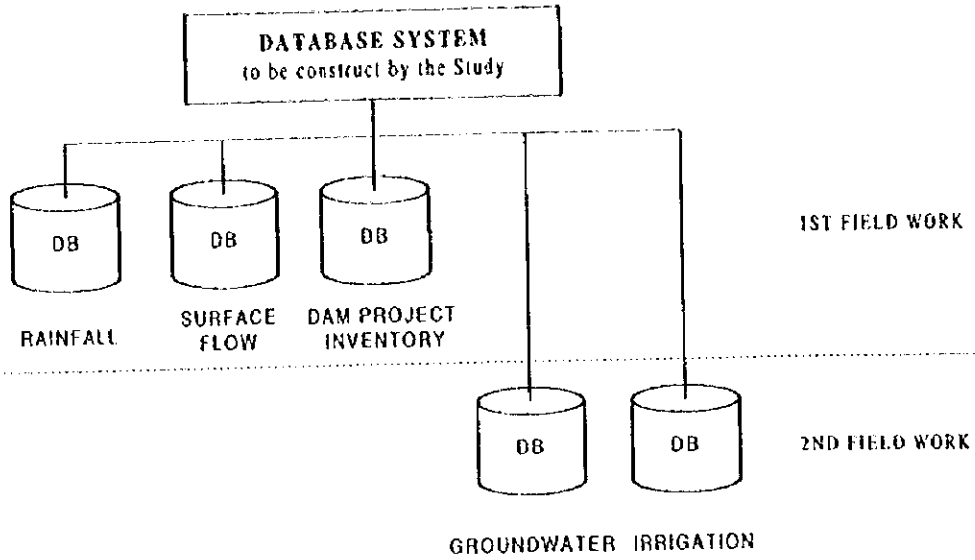 DATABASE SYSTEM
to be construct by the Study
DB
DB
DB
1ST FIELD WORK
RAINFALL
SURFACE
FLOW
DAM PROJECT
INVENTORY
DB
DB
2ND FIELD WORK
GROUNDWATER
IRRIGATION